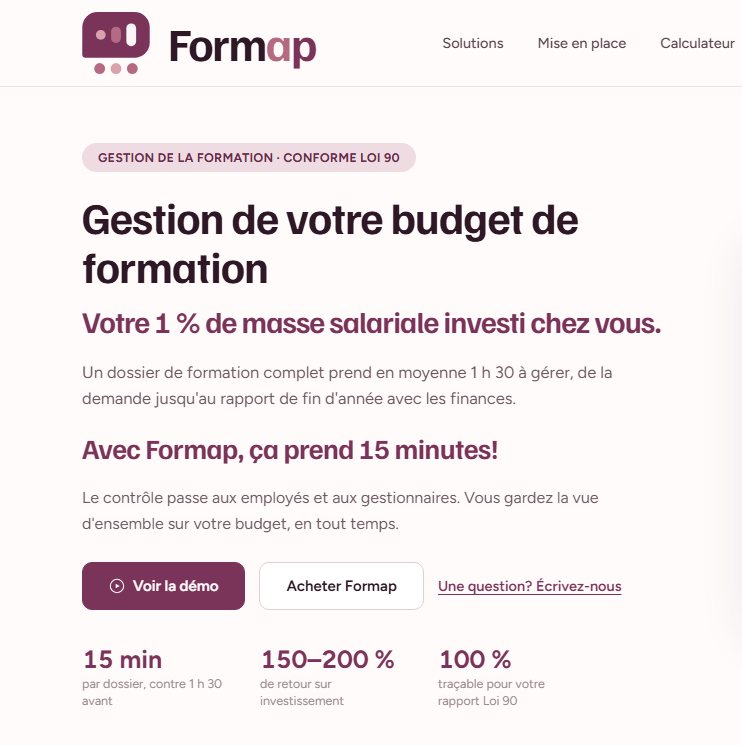 Formap
Solutions
Mise en place
Calculateur
GESTION DE LA FORMATION · CONFORME LOI 90
Gestion de votre budget de
formation
Votre 1 % de masse salariale investi chez vous.
Un dossier de formation complet prend en moyenne 1 h 30 à gérer, de la
demande jusqu'au rapport de fin d'année avec les finances.
Avec Formap, ça prend 15 minutes!
Le contrôle passe aux employés et aux gestionnaires. Vous gardez la vue
d'ensemble sur votre budget, en tout temps.
Voir la démo
Acheter Formap
Une question? Écrivez-nous
15 min
par dossier, contre 1 h 30
avant
150–200 %
de retour sur
investissement
100 %
traçable pour votre
rapport Loi 90